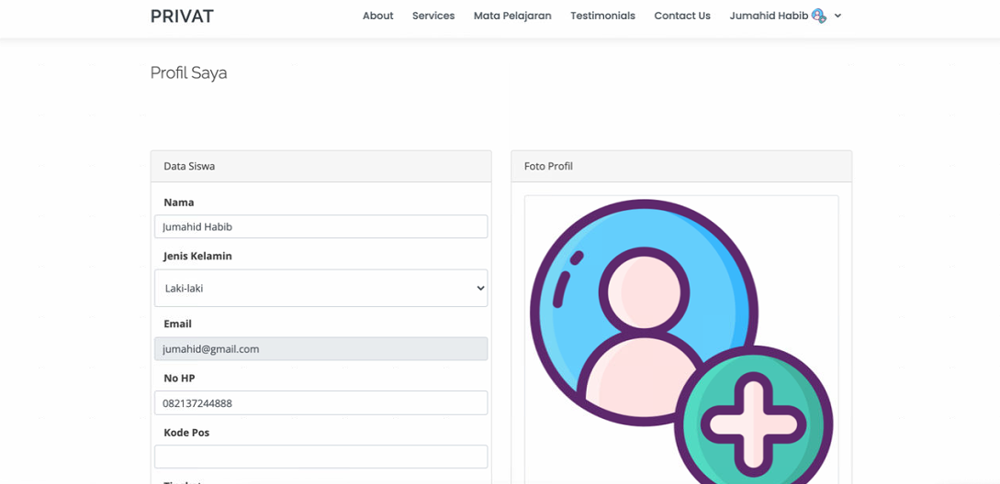 PRIVAT
About Services Mata Pelajaran Testimonials Contact Us Jumahid Habib
Profil Saya
Data Siswa
Nama
Jumahid Habib
Jenis Kelamin
Laki-laki
Email
jumahid@gmail.com
No HP
082137244888
Kode Pos
Foto Profil